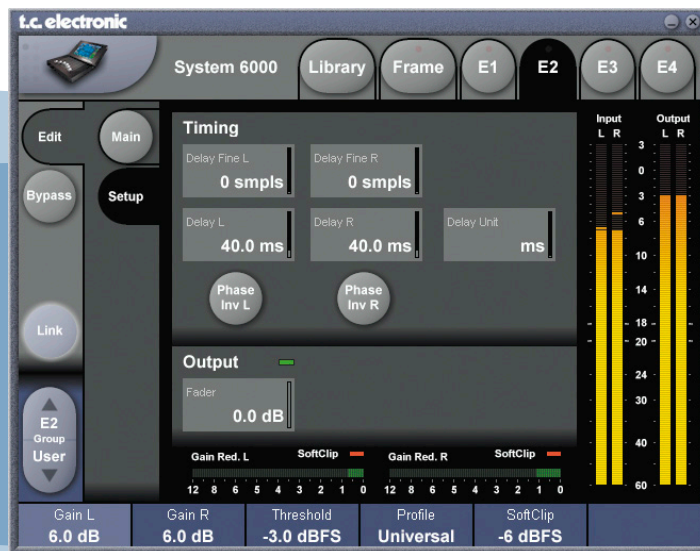 t.c. electronic
System 6000
Library
Frame
E1
E2
E3
E4
Edit
Main
Bypass
Setup
Link
E2
Group
User
Timing
Delay Fine L
0 smpls
Delay Fine R
0 smpls
Delay L
40.0 ms
Delay R
40.0 ms
Delay Unit
ms
Phase Inv L
Phase Inv R
Output
Fader
0.0 dB
Gain Red. L SoftClip
12 8 6 5 4 3 2 1 0
Gain Red. R SoftClip
12 8 6 5 4 3 2 1 0
Input Output
L R L R
3
0
3
6
10
14
18
20
24
30
40
60
Gain L
6.0 dB
Gain R
6.0 dB
Threshold
-3.0 dBFS
Profile
Universal
SoftClip
-6 dBFS